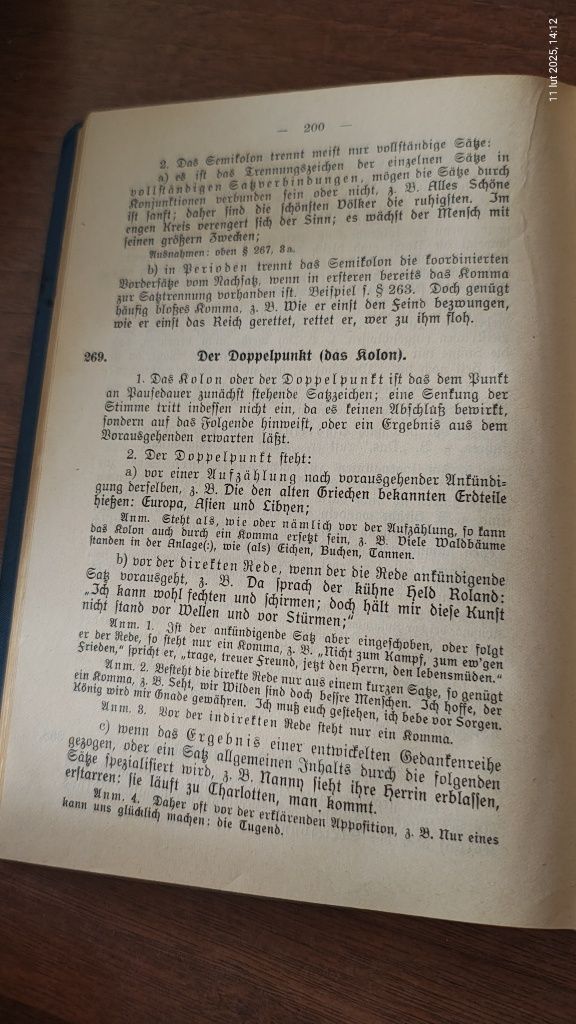 11 lut 2025, 14:12
— 200 —
2. Das Semikolon trennt meist nur vollständige Sätze:
a) es ist das Trennungszeichen der einzelnen Sätze in
vollständigen Satzverbindungen, mögen die Sätze durch
Konjunktionen verbunden sein oder nicht, z. B. Alles Schöne
ist sanft; daher sind die schönsten Völker die ruhigsten. Im
engen Kreis verengert sich der Sinn; es wächst der Mensch mit
seinen größern Zwecken;
Ausnahmen: oben § 267, 3a.
b) in Perioden trennt das Semikolon die koordinierten
Vordersätze vom Nachsatz, wenn in ersteren bereits das Komma
zur Satztrennung vorhanden ist. Beispiel s. § 263. Doch genügt
häufig bloßes Komma, z. B. Wie er einst den Feind bezwungen,
wie er einst das Reich gerettet, rettet er, wer zu ihm floh.
269. Der Doppelpunkt (das Kolon).
1. Das Kolon oder der Doppelpunkt ist das dem Punkt
an Pausedauer zunächst stehende Satzzeichen; eine Senkung der
Stimme tritt indessen nicht ein, da es keinen Abschluß bewirkt,
sondern auf das Folgende hinweist, oder ein Ergebnis aus dem
Vorausgehenden erwarten läßt.
2. Der Doppelpunkt steht:
a) vor einer Aufzählung nach vorausgehender Ankündi-
gung derselben, z. B. Die den alten Griechen bekannten Erdteile
hießen: Europa, Asien und Libyen;
Anm. Steht als, wie oder nämlich vor der Aufzählung, so kann
das Kolon auch durch ein Komma ersetzt sein, z. B. Viele Waldbäume
standen in der Anlage(:), wie (als) Eichen, Buchen, Tannen.
b) vor der direkten Rede, wenn der die Rede ankündigende
Satz vorausgeht, z. B. Da sprach der kühne Held Roland:
„Ich kann wohl fechten und schirmen; doch hält mir diese Kunst
nicht stand vor Wellen und vor Stürmen;“
Anm. 1. Ist der ankündigende Satz aber eingeschoben, oder folgt
er der Rede, so steht nur ein Komma, z. B. „Nicht zum Kampf, zum ew'gen
Frieden,“ spricht er, „trage, treuer Freund, jetzt den Herrn, den lebensmüden.“
Anm. 2. Besteht die direkte Rede nur aus einem kurzen Satze, so genügt
ein Komma, z. B. Seht, wir Wilden sind doch beßre Menschen. Ich hoffe, der
König wird mir Gnade gewähren. Ich muß euch gestehen, ich bebe vor Sorgen.
Anm. 3. Vor der indirekten Rede steht nur ein Komma.
c) wenn das Ergebnis einer entwickelten Gedankenreihe
gezogen, oder ein Satz allgemeinen Inhalts durch die folgenden
Sätze spezialisiert wird, z. B. Nanny sieht ihre Herrin erblassen,
erstarren: sie läuft zu Charlotten, man kommt.
Anm. 4. Daher oft vor der erklärenden Apposition, z. B. Nur eines
kann uns glücklich machen: die Tugend.